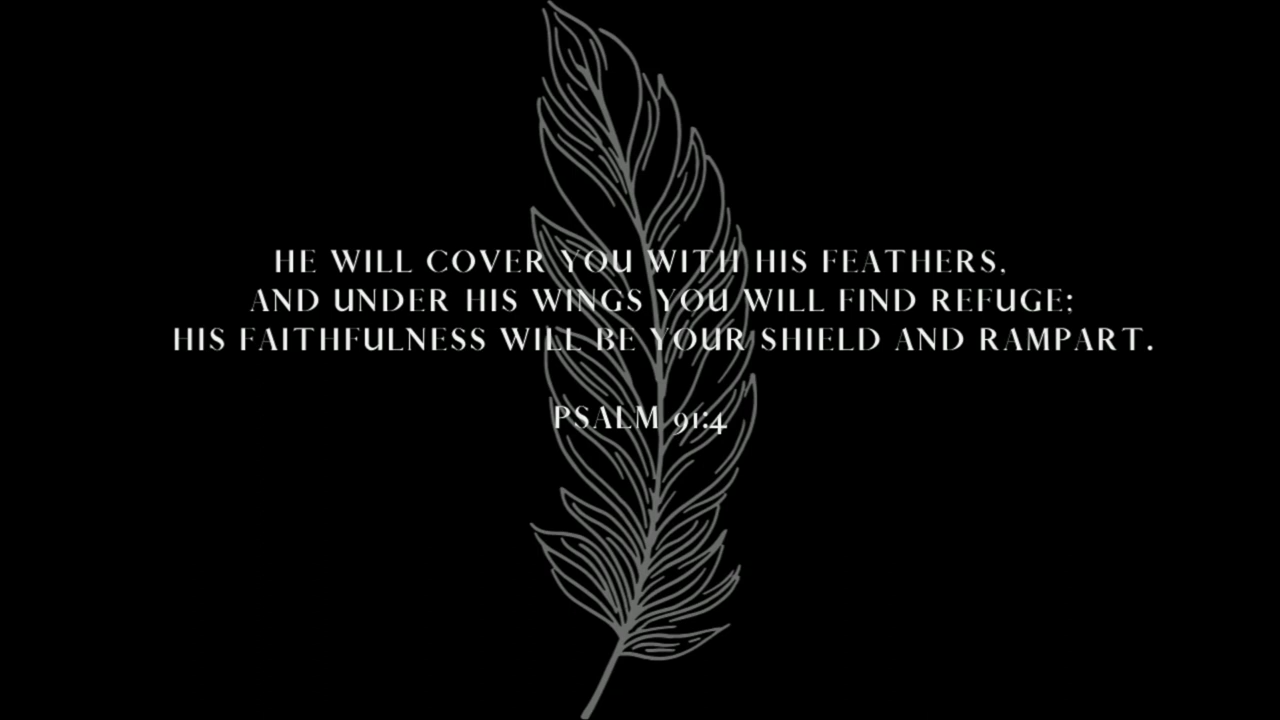 HE WILL COVER YOU WITH HIS FEATHERS,
AND UNDER HIS WINGS YOU WILL FIND REFUGE;
HIS FAITHFULNESS WILL BE YOUR SHIELD AND RAMPART.
PSALM 91:4